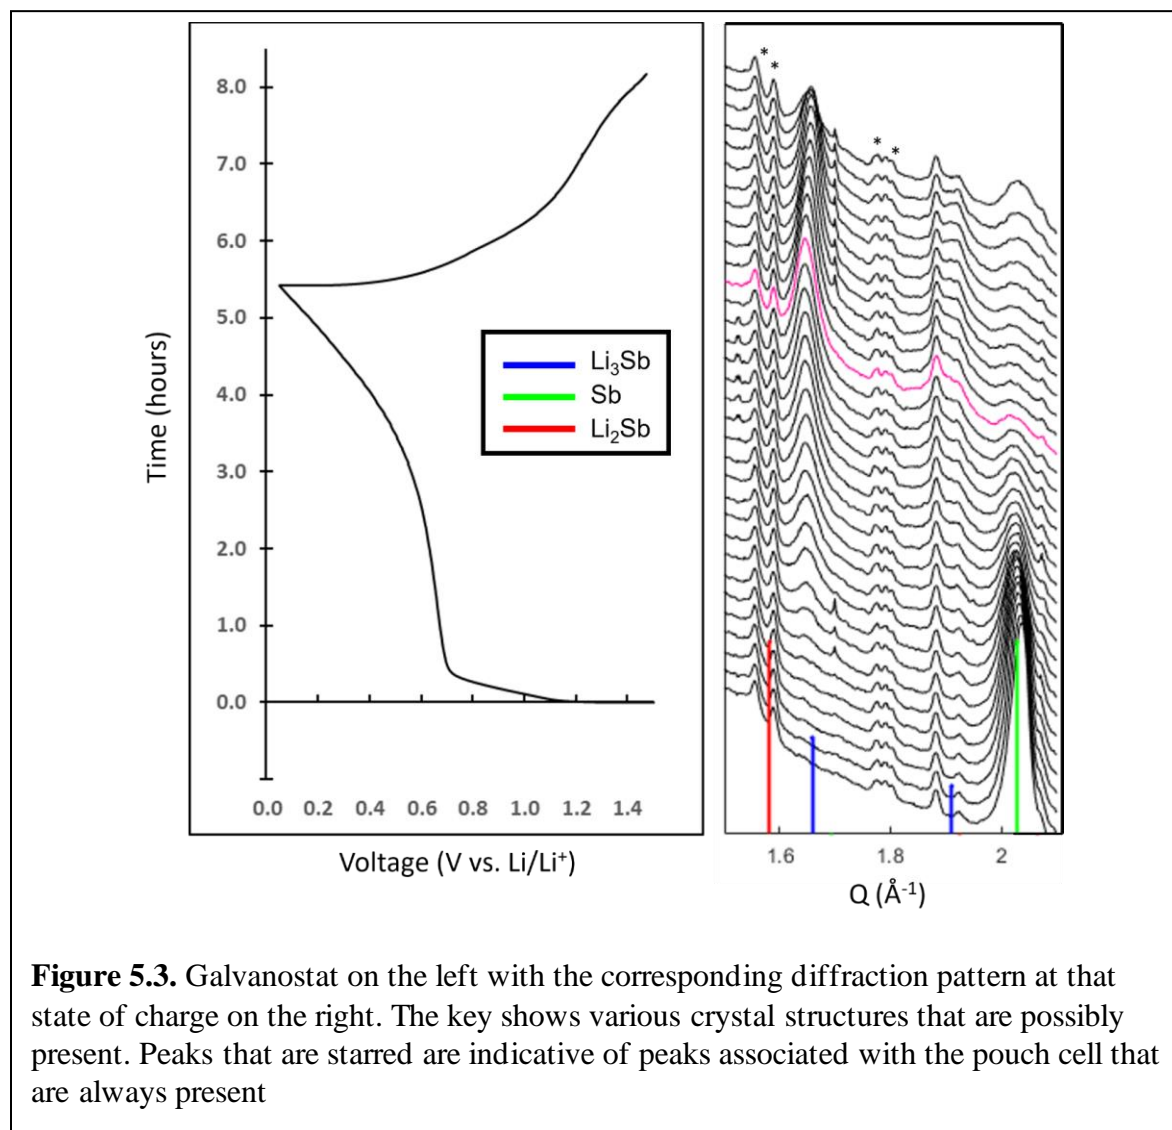 8.0
7.0
6.0
5.0
4.0
3.0
2.0
1.0
0.0
Time (hours)
0.0 0.2 0.4 0.6 0.8 1.0 1.2 1.4
Voltage (V vs. Li/Li⁺)
Li₃Sb
Sb
Li₂Sb
* * * *
1.6 1.8 2
Q (Å⁻¹)
Figure 5.3. Galvanostat on the left with the corresponding diffraction pattern at that
state of charge on the right. The key shows various crystal structures that are possibly
present. Peaks that are starred are indicative of peaks associated with the pouch cell that
are always present